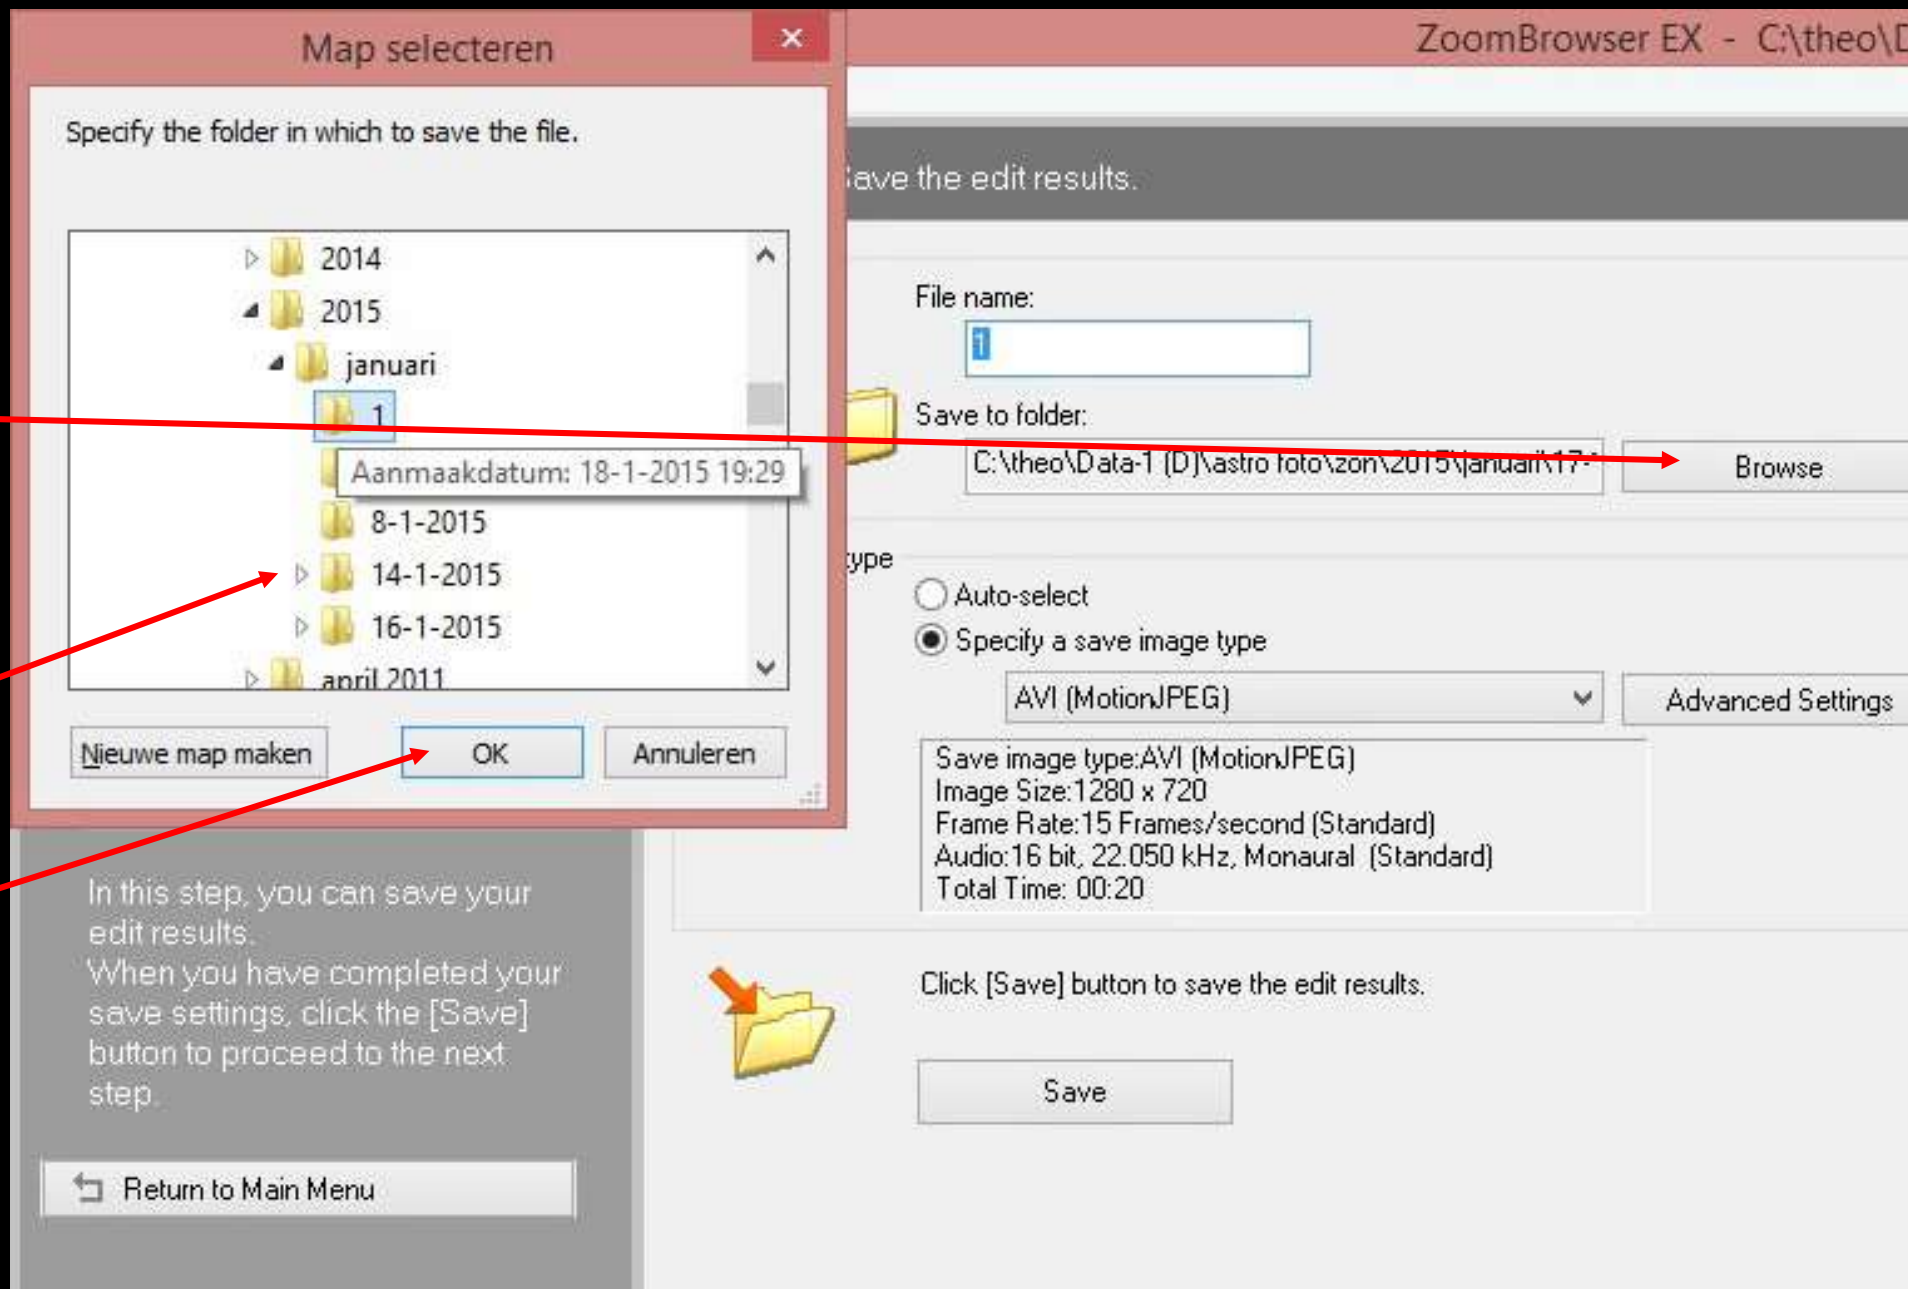 Map selecteren
×
ZoomBrowser EX - C:\theo\D
Specify the folder in which to save the file.
2014
2015
januari
1
Aanmaakdatum: 18-1-2015 19:29
8-1-2015
14-1-2015
16-1-2015
april 2011
Nieuwe map maken
OK
Annuleren
ave the edit results.
File name:
1
Save to folder:
C:\theo\Data-1 (D)\astro foto\zon\2015\januari\17-
Browse
ype
Auto-select
Specify a save image type
AVI (MotionJPEG)
Advanced Settings
Save image type:AVI (MotionJPEG)
Image Size:1280 x 720
Frame Rate:15 Frames/second (Standard)
Audio:16 bit, 22.050 kHz, Monaural (Standard)
Total Time: 00:20
In this step, you can save your
edit results.
When you have completed your
save settings, click the [Save]
button to proceed to the next
step.
Click [Save] button to save the edit results.
Save
Return to Main Menu